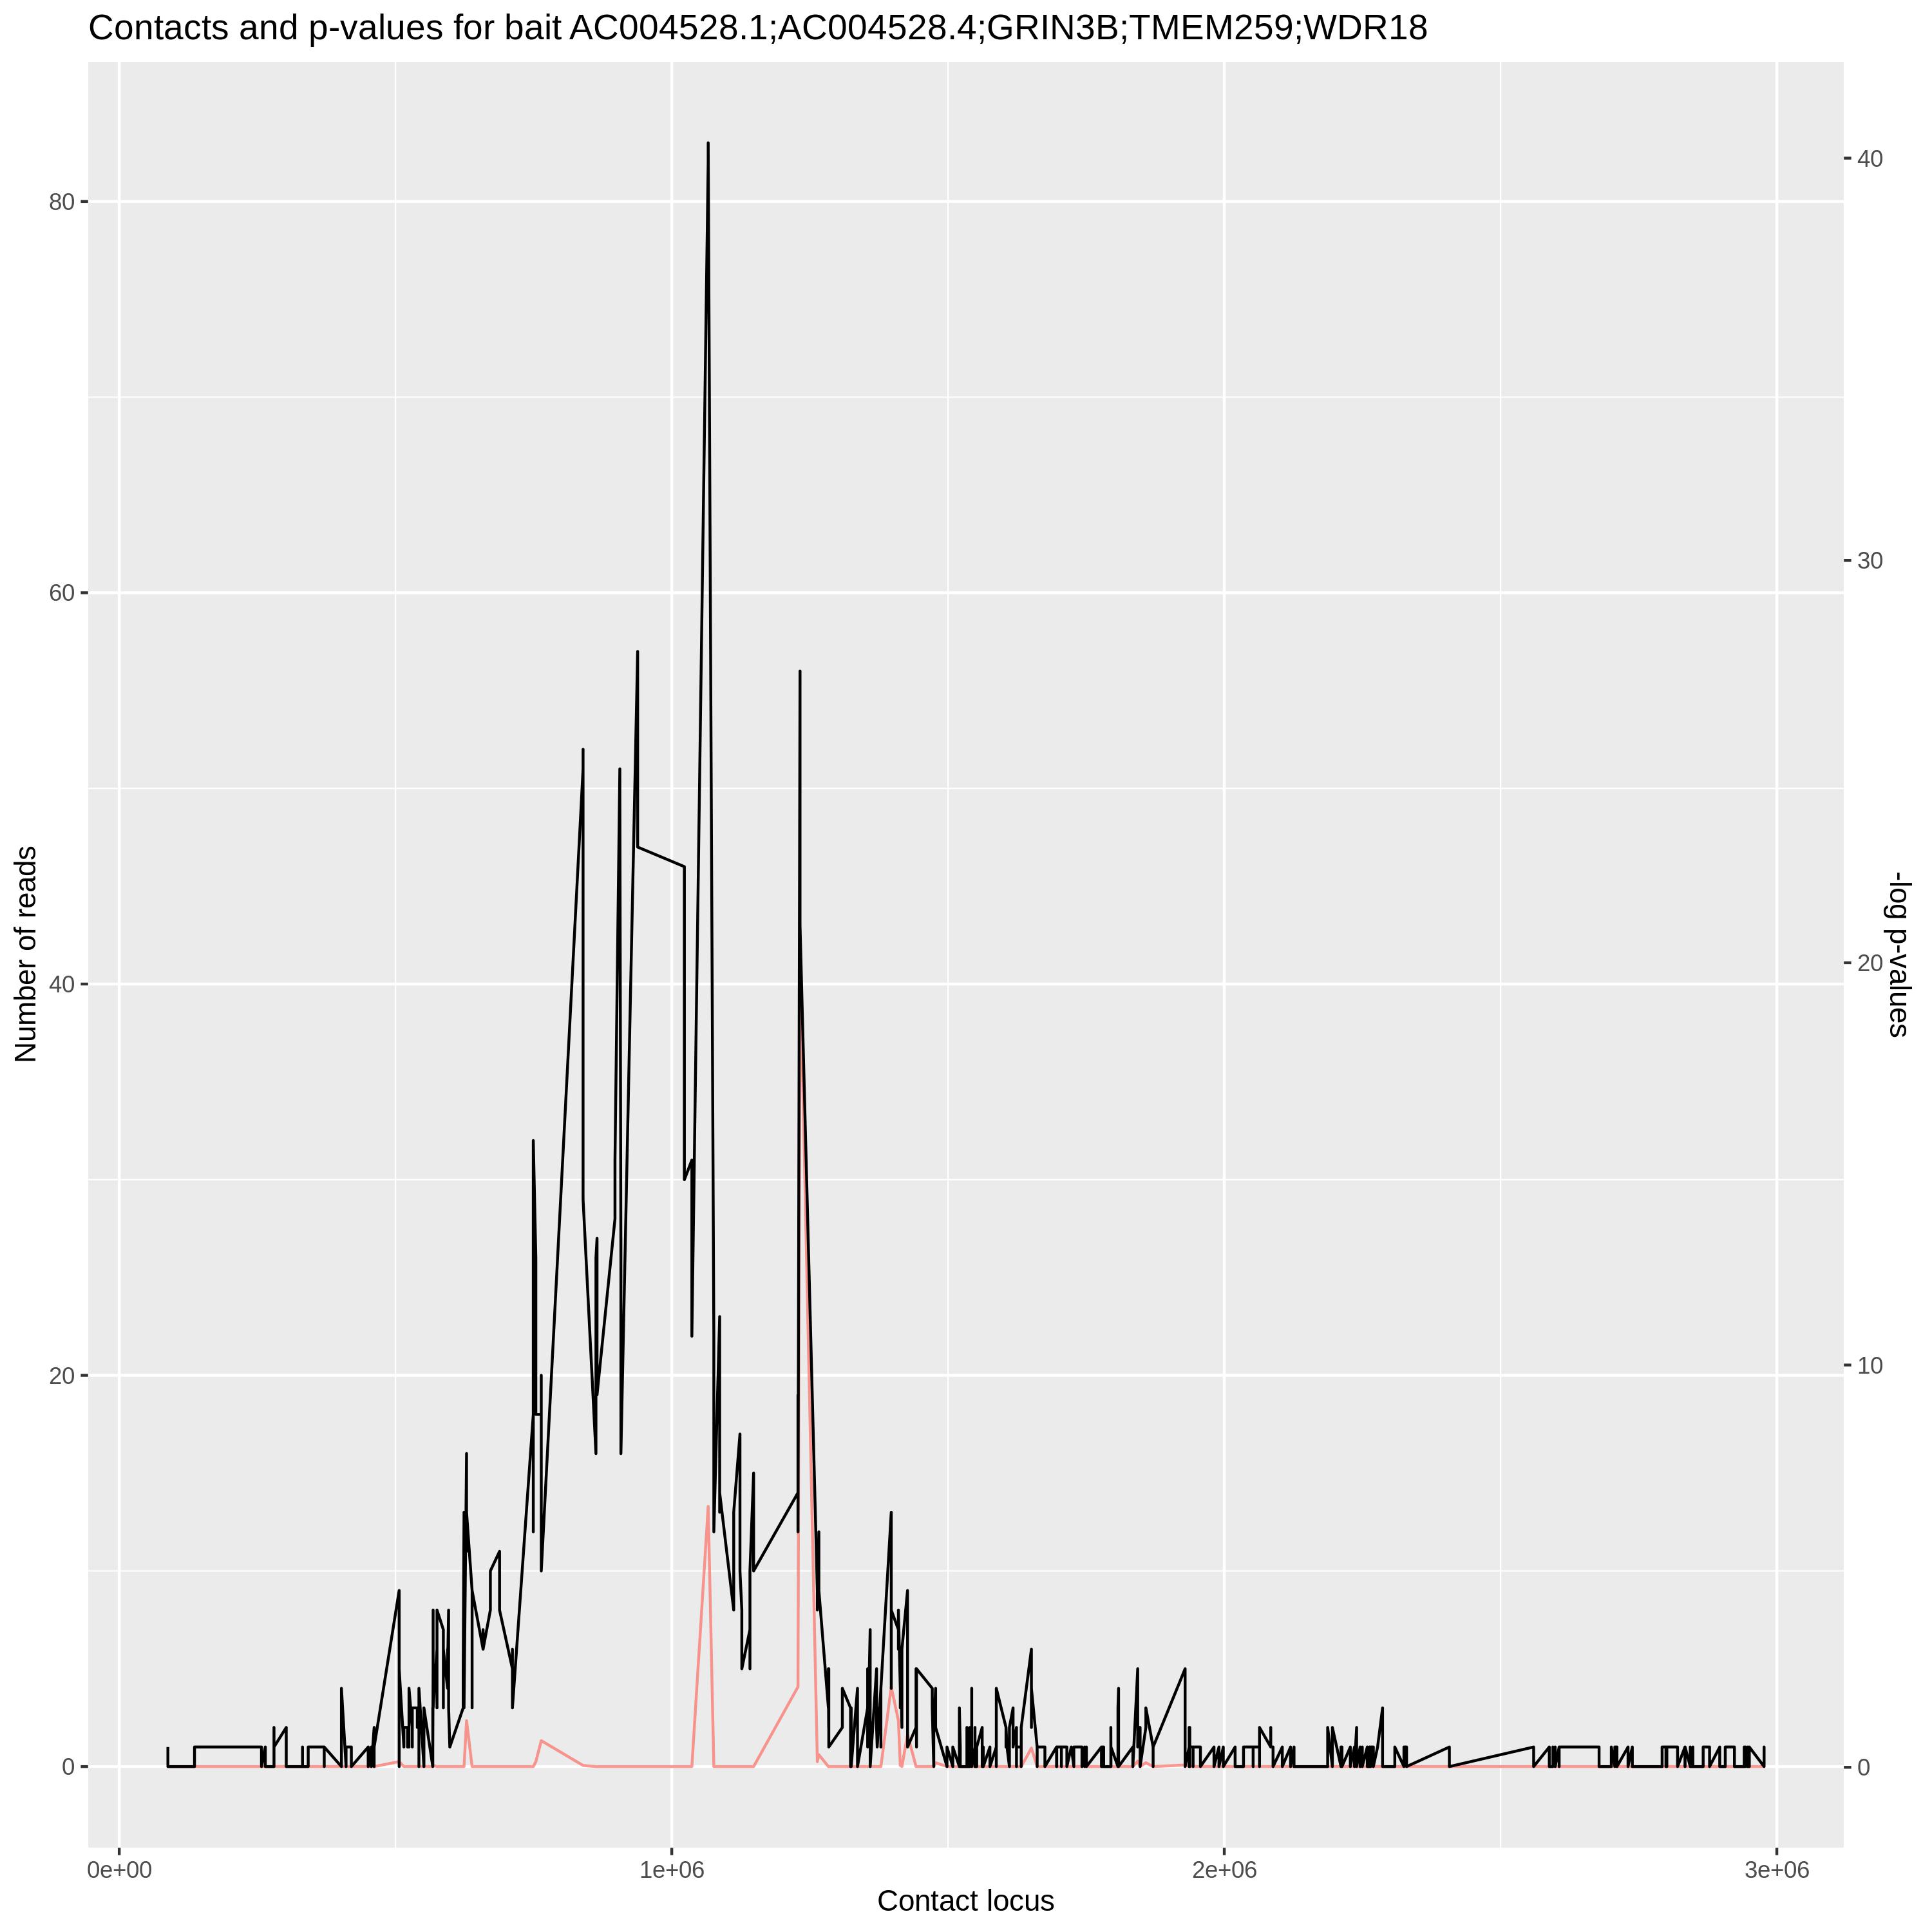 Contacts and p-values for bait AC004528.1;AC004528.4;GRIN3B;TMEM259;WDR18
80
60
40
20
0
Number of reads
40
30
20
10
0
-log p-values
0e+00
1e+06
2e+06
3e+06
Contact locus